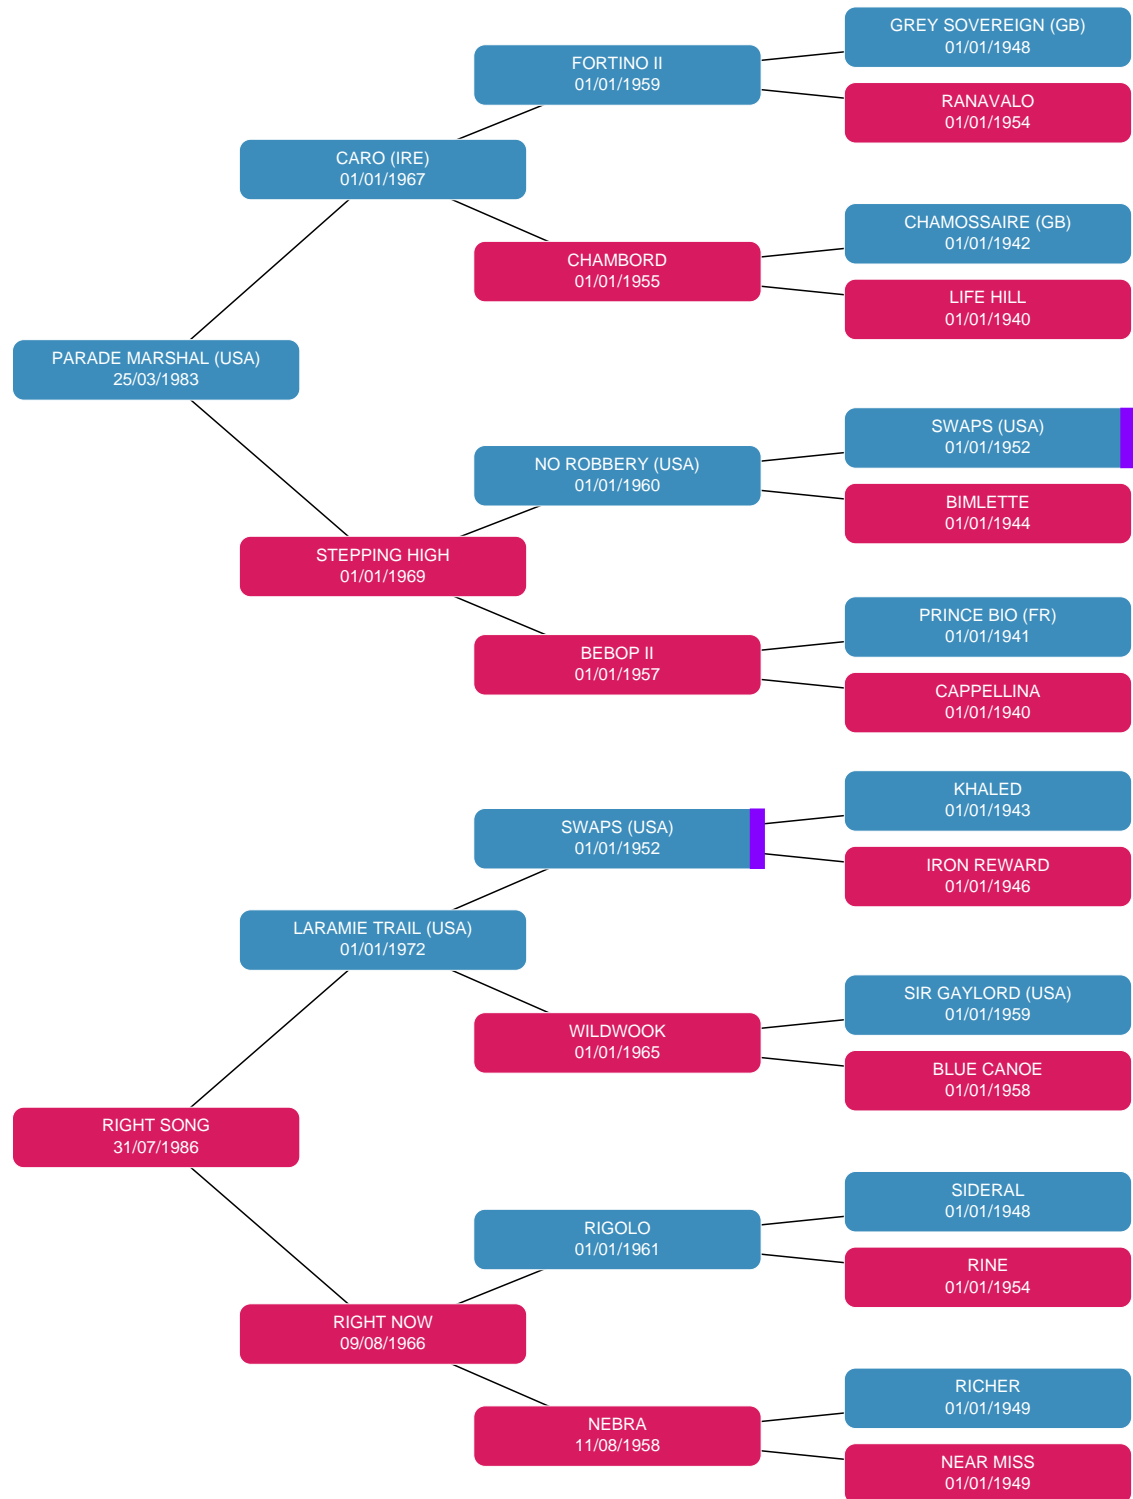 GREY SOVEREIGN (GB)
01/01/1948
FORTINO II
01/01/1959
RANAVALO
01/01/1954
CARO (IRE)
01/01/1967
CHAMOSSAIRE (GB)
01/01/1942
CHAMBORD
01/01/1955
LIFE HILL
01/01/1940
PARADE MARSHAL (USA)
25/03/1983
SWAPS (USA)
01/01/1952
NO ROBBERY (USA)
01/01/1960
BIMLETTE
01/01/1944
STEPPING HIGH
01/01/1969
PRINCE BIO (FR)
01/01/1941
BEBOP II
01/01/1957
CAPPELLINA
01/01/1940
KHALED
01/01/1943
SWAPS (USA)
01/01/1952
IRON REWARD
01/01/1946
LARAMIE TRAIL (USA)
01/01/1972
SIR GAYLORD (USA)
01/01/1959
WILDWOOK
01/01/1965
BLUE CANOE
01/01/1958
RIGHT SONG
31/07/1986
SIDERAL
01/01/1948
RIGOLO
01/01/1961
RINE
01/01/1954
RIGHT NOW
09/08/1966
RICHER
01/01/1949
NEBRA
11/08/1958
NEAR MISS
01/01/1949